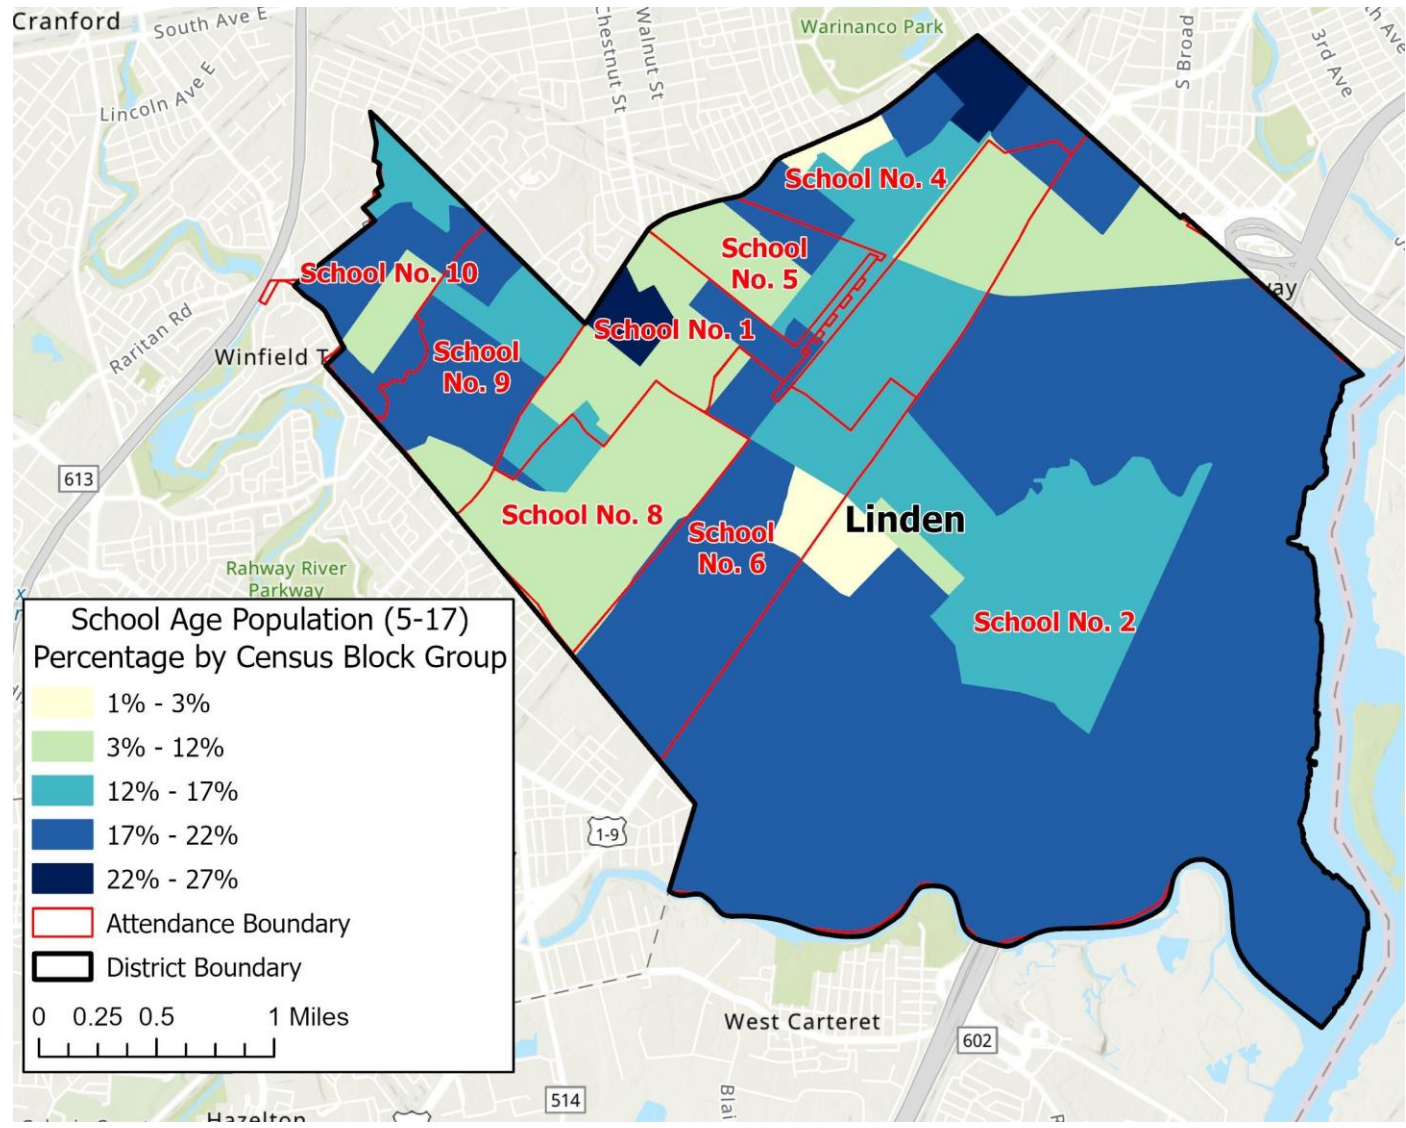 Cranford
South Ave E
Lincoln Ave E
Chestnut St
Walnut St
Warinanco Park
S Broad
3rd Ave
th Ave
School No. 4
School
No. 5
School No. 10
School No. 1
way
Raritan Rd
Winfield T
School
No. 9
613
School No. 8
School
No. 6
Linden
School No. 2
Rahway River
Parkway
School Age Population (5-17)
Percentage by Census Block Group
1% - 3%
3% - 12%
12% - 17%
17% - 22%
22% - 27%
Attendance Boundary
District Boundary
0 0.25 0.5 1 Miles
1-9
West Carteret
602
514
Blai
Hazelton